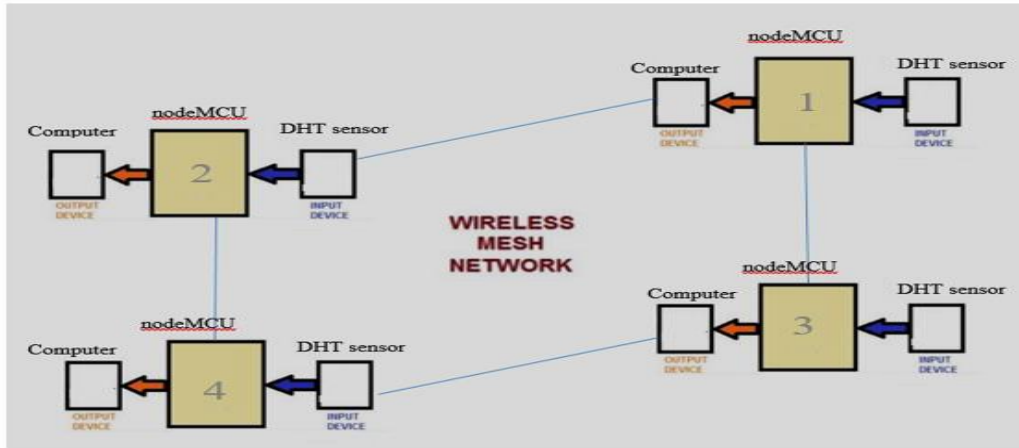 nodeMCU
Computer
DHT sensor
1
OUTPUT
DEVICE
INPUT
DEVICE
nodeMCU
Computer
DHT sensor
2
OUTPUT
DEVICE
INPUT
DEVICE
WIRELESS
MESH
NETWORK
nodeMCU
Computer
DHT sensor
3
OUTPUT
DEVICE
INPUT
DEVICE
nodeMCU
Computer
DHT sensor
4
OUTPUT
DEVICE
INPUT
DEVICE